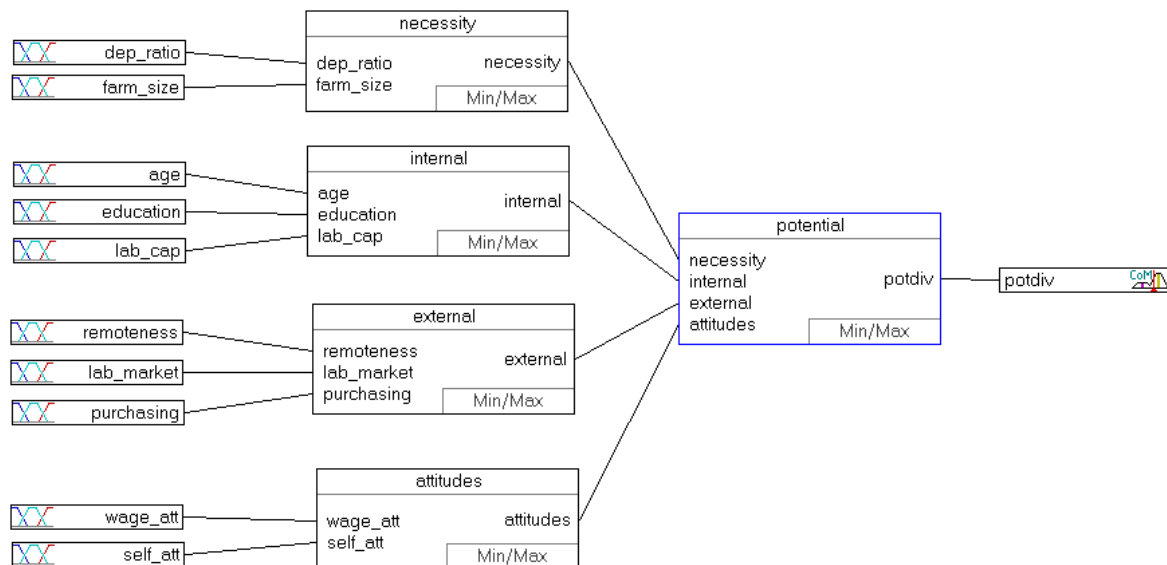 necessity
dep_ratio
farm_size
dep_ratio
farm_size
necessity
Min/Max
internal
age
education
lab_cap
age
education
lab_cap
internal
Min/Max
external
remoteness
lab_market
purchasing
remoteness
lab_market
purchasing
external
Min/Max
attitudes
wage_att
self_att
wage_att
self_att
attitudes
Min/Max
potential
necessity
internal
external
attitudes
potdiv
Min/Max
potdiv
CoM